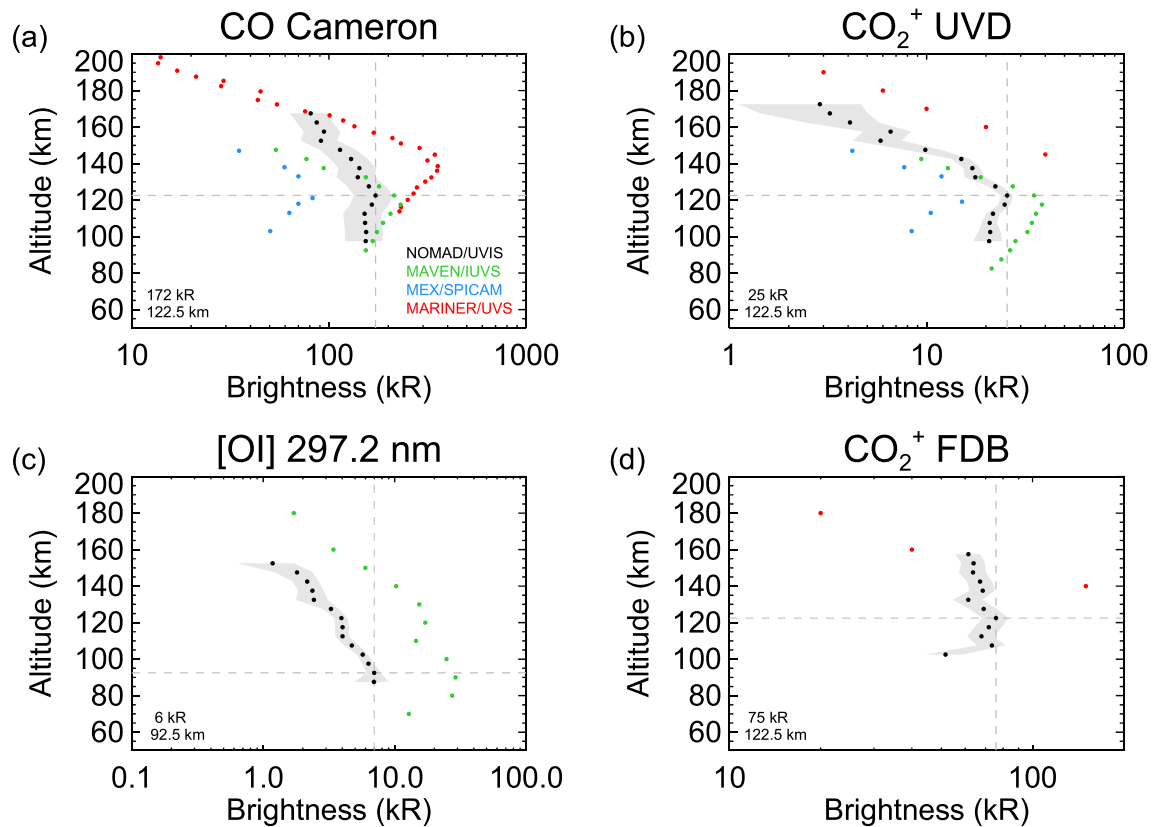 (a)
CO Cameron
200
180
160
140
120
100
80
60
Altitude (km)
NOMAD/UVIS
MAVEN/IUVS
MEX/SPICAM
MARINER/UVS
172 kR
122.5 km
10
100
1000
Brightness (kR)
(b)
CO₂⁺ UVD
200
180
160
140
120
100
80
60
Altitude (km)
25 kR
122.5 km
1
10
100
Brightness (kR)
(c)
[OI] 297.2 nm
200
180
160
140
120
100
80
60
Altitude (km)
6 kR
92.5 km
0.1
1.0
10.0
100.0
Brightness (kR)
(d)
CO₂⁺ FDB
200
180
160
140
120
100
80
60
Altitude (km)
75 kR
122.5 km
10
100
Brightness (kR)